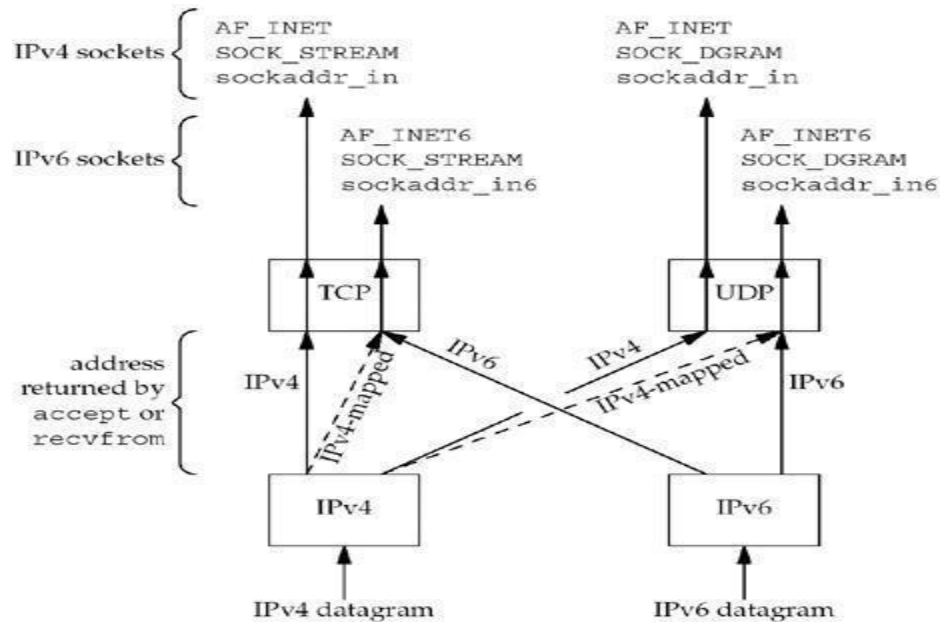 IPv4 sockets
AF_INET
SOCK_STREAM
sockaddr_in
AF_INET
SOCK_DGRAM
sockaddr_in
IPv6 sockets
AF_INET6
SOCK_STREAM
sockaddr_in6
AF_INET6
SOCK_DGRAM
sockaddr_in6
TCP
UDP
address
returned by
accept or
recvfrom
IPv4
IPv4-mapped
IPv6
IPv4
IPv4-mapped
IPv6
IPv4
IPv6
IPv4 datagram
IPv6 datagram